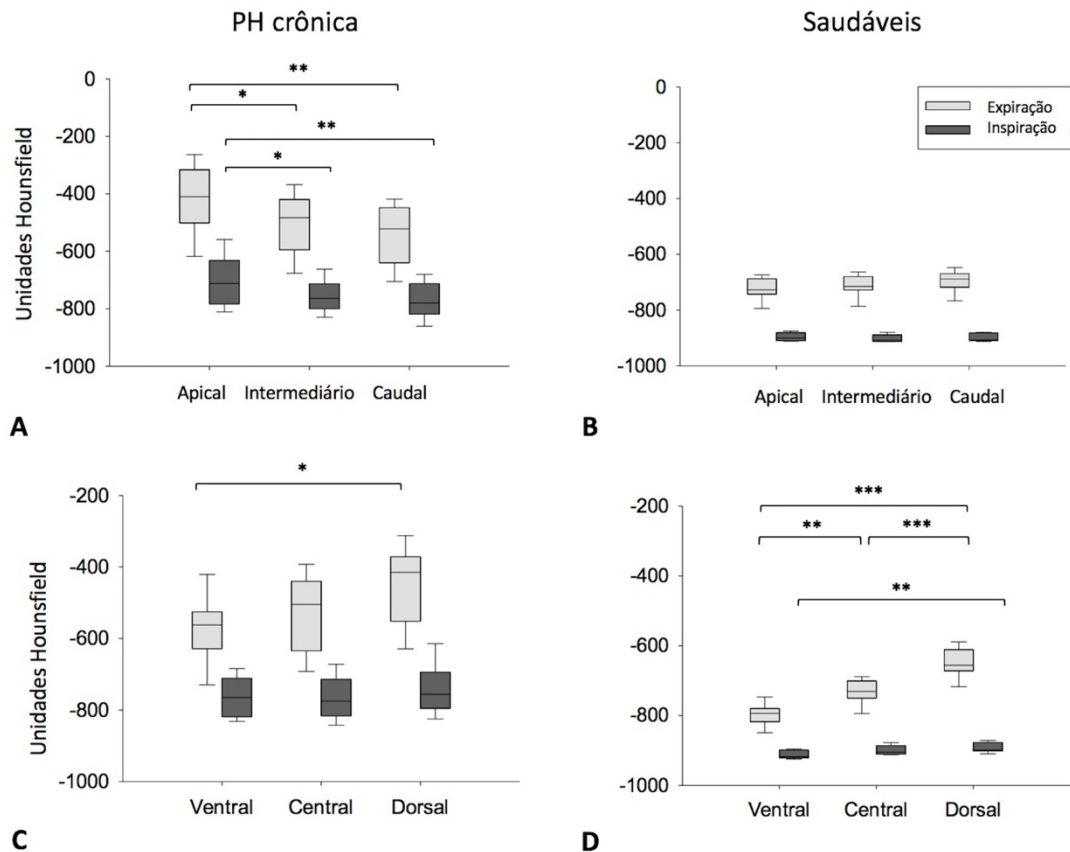 PH crônica
Saudáveis
Unidades Hounsfield
0
-200
-400
-600
-800
-1000
**
*
**
*
Apical Intermediário Caudal
A
0
-200
-400
-600
-800
-1000
Expiração
Inspiração
Apical Intermediário Caudal
B
Unidades Hounsfield
-200
-400
-600
-800
-1000
*
Ventral Central Dorsal
C
-200
-400
-600
-800
-1000
***
** ***
**
Ventral Central Dorsal
D